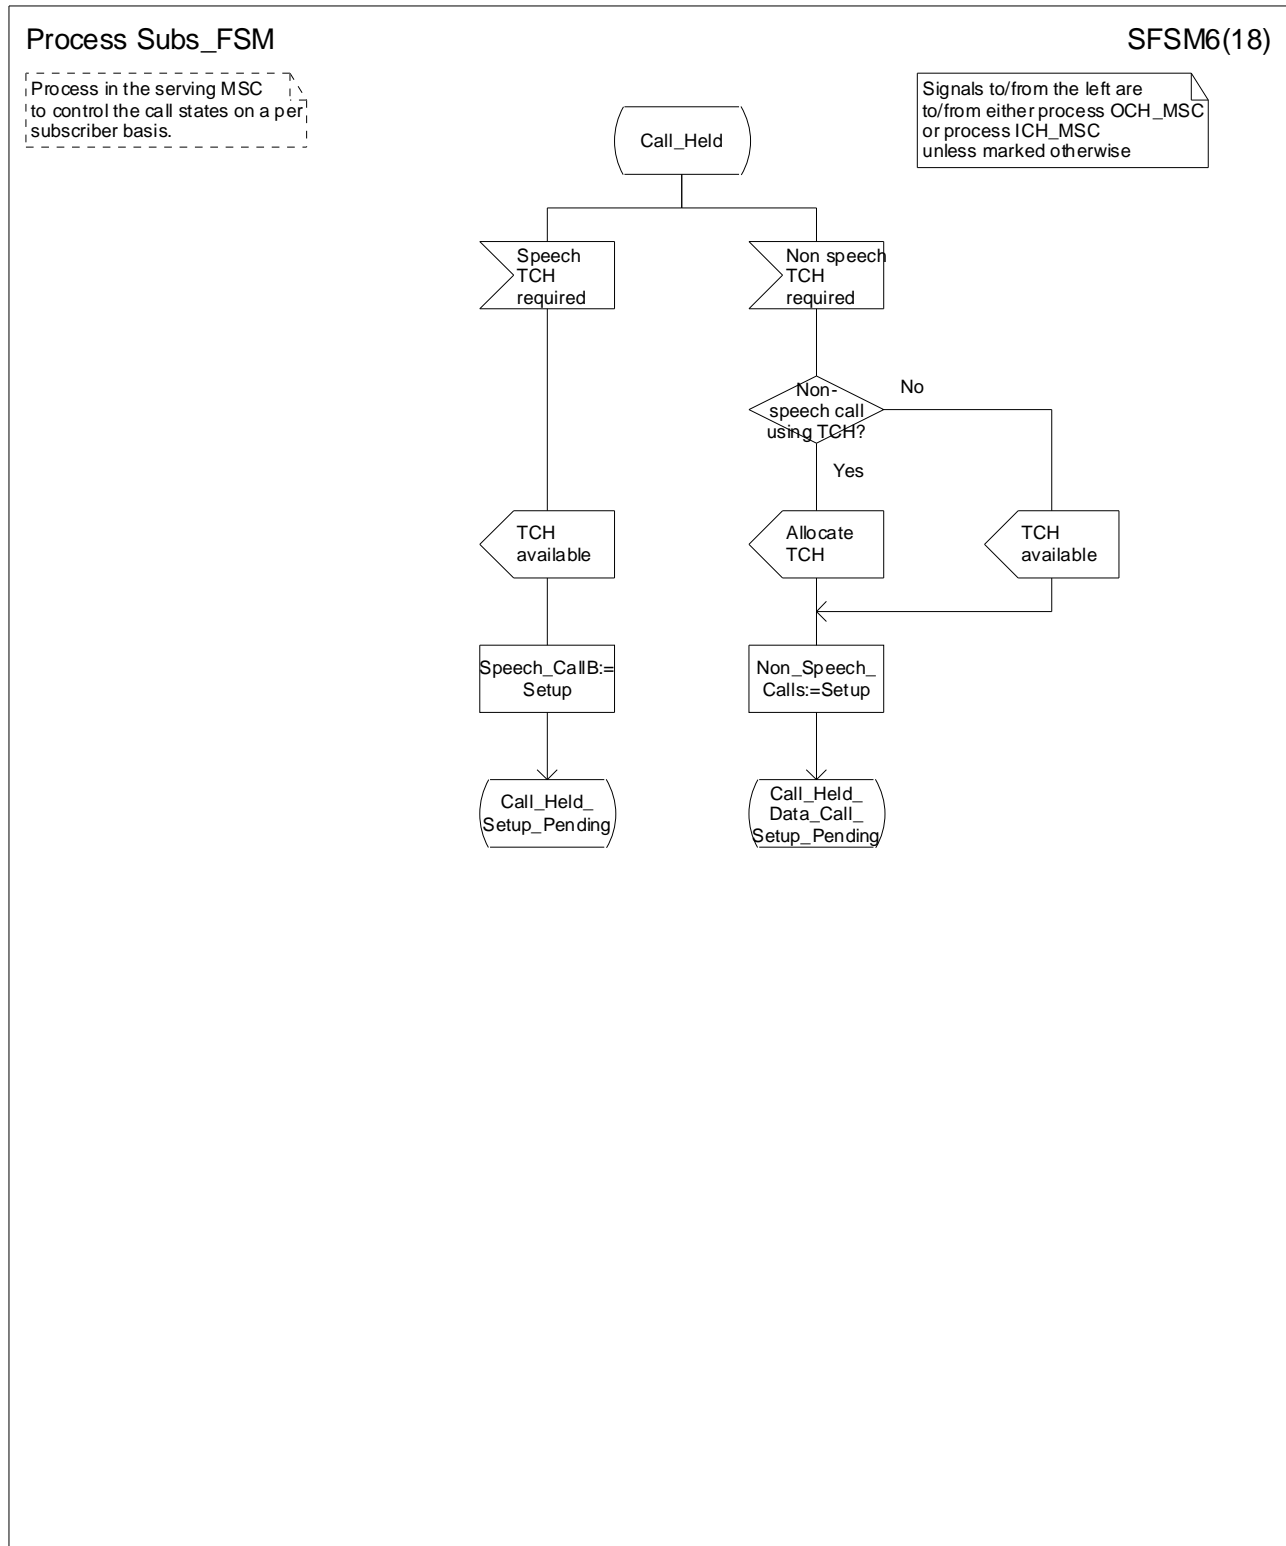 Process Subs_FSM
SFSM6(18)
Process in the serving MSC
to control the call states on a per
subscriber basis.
Signals to/from the left are
to/from either process OCH_MSC
or process ICH_MSC
unless marked otherwise
Call_Held
Speech
TCH
required
Non speech
TCH
required
Non-
speech call
using TCH?
No
Yes
TCH
available
Allocate
TCH
TCH
available
Speech_CallB:=
Setup
Non_Speech_
Calls:=Setup
Call_Held_
Setup_Pending
Call_Held_
Data_Call_
Setup_Pending